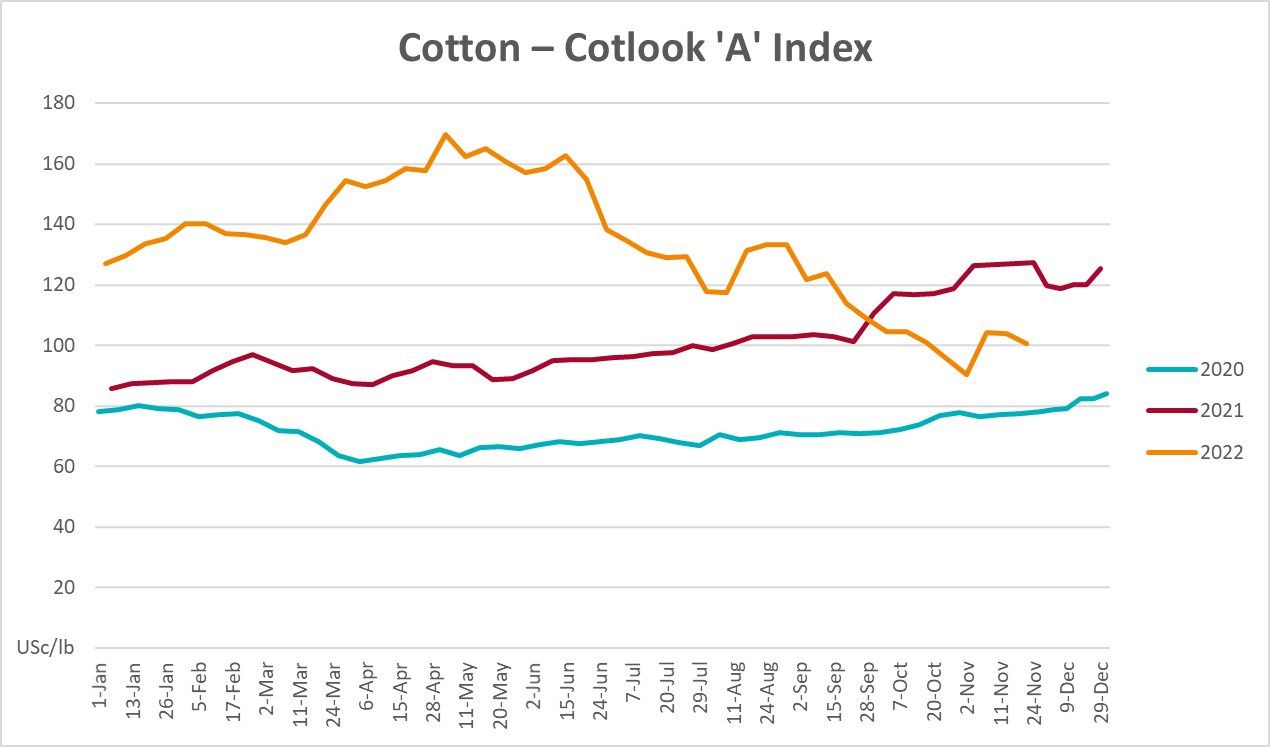 Cotton – Cotlook 'A' Index
180
160
140
120
100
80
60
40
20
USc/lb
1-Jan
13-Jan
26-Jan
5-Feb
17-Feb
2-Mar
11-Mar
24-Mar
6-Apr
15-Apr
28-Apr
11-May
20-May
2-Jun
15-Jun
24-Jun
7-Jul
20-Jul
29-Jul
11-Aug
24-Aug
2-Sep
15-Sep
28-Sep
7-Oct
20-Oct
2-Nov
11-Nov
24-Nov
9-Dec
29-Dec
2020
2021
2022